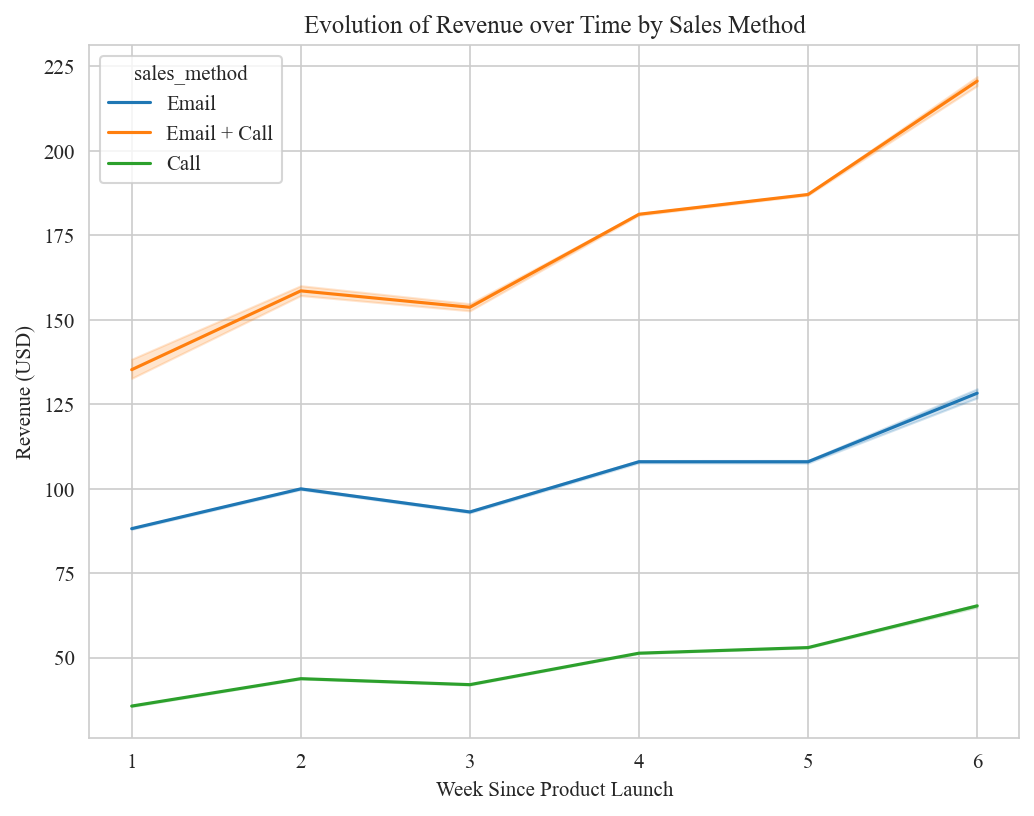 Evolution of Revenue over Time by Sales Method
sales_method
Email
Email + Call
Call
Revenue (USD)
225
200
175
150
125
100
75
50
1 2 3 4 5 6
Week Since Product Launch